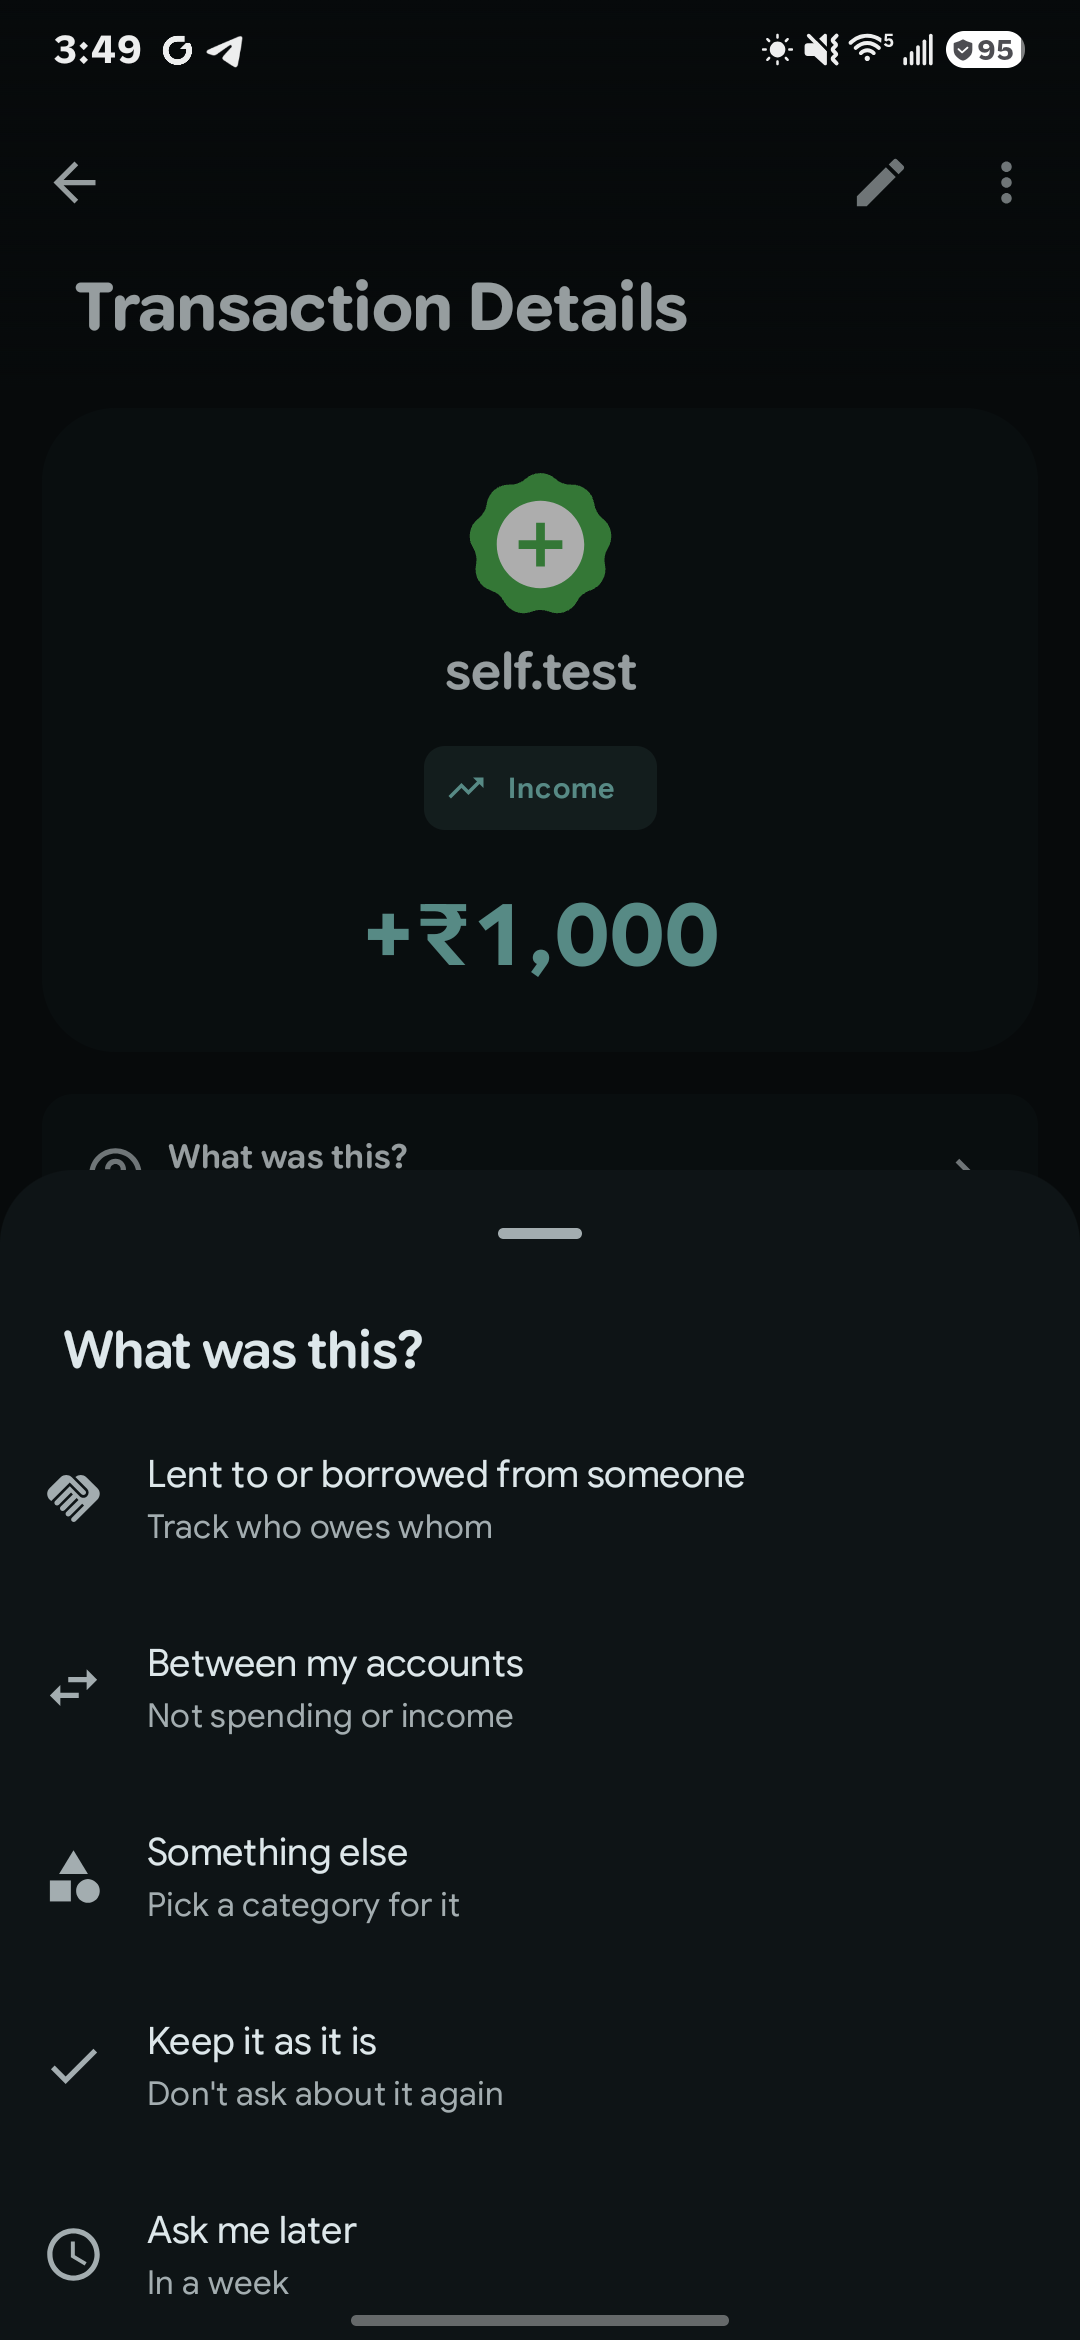 3:49
5
95
Transaction Details
self.test
Income
+₹1,000
What was this?
What was this?
Lent to or borrowed from someone
Track who owes whom
Between my accounts
Not spending or income
Something else
Pick a category for it
Keep it as it is
Don't ask about it again
Ask me later
In a week